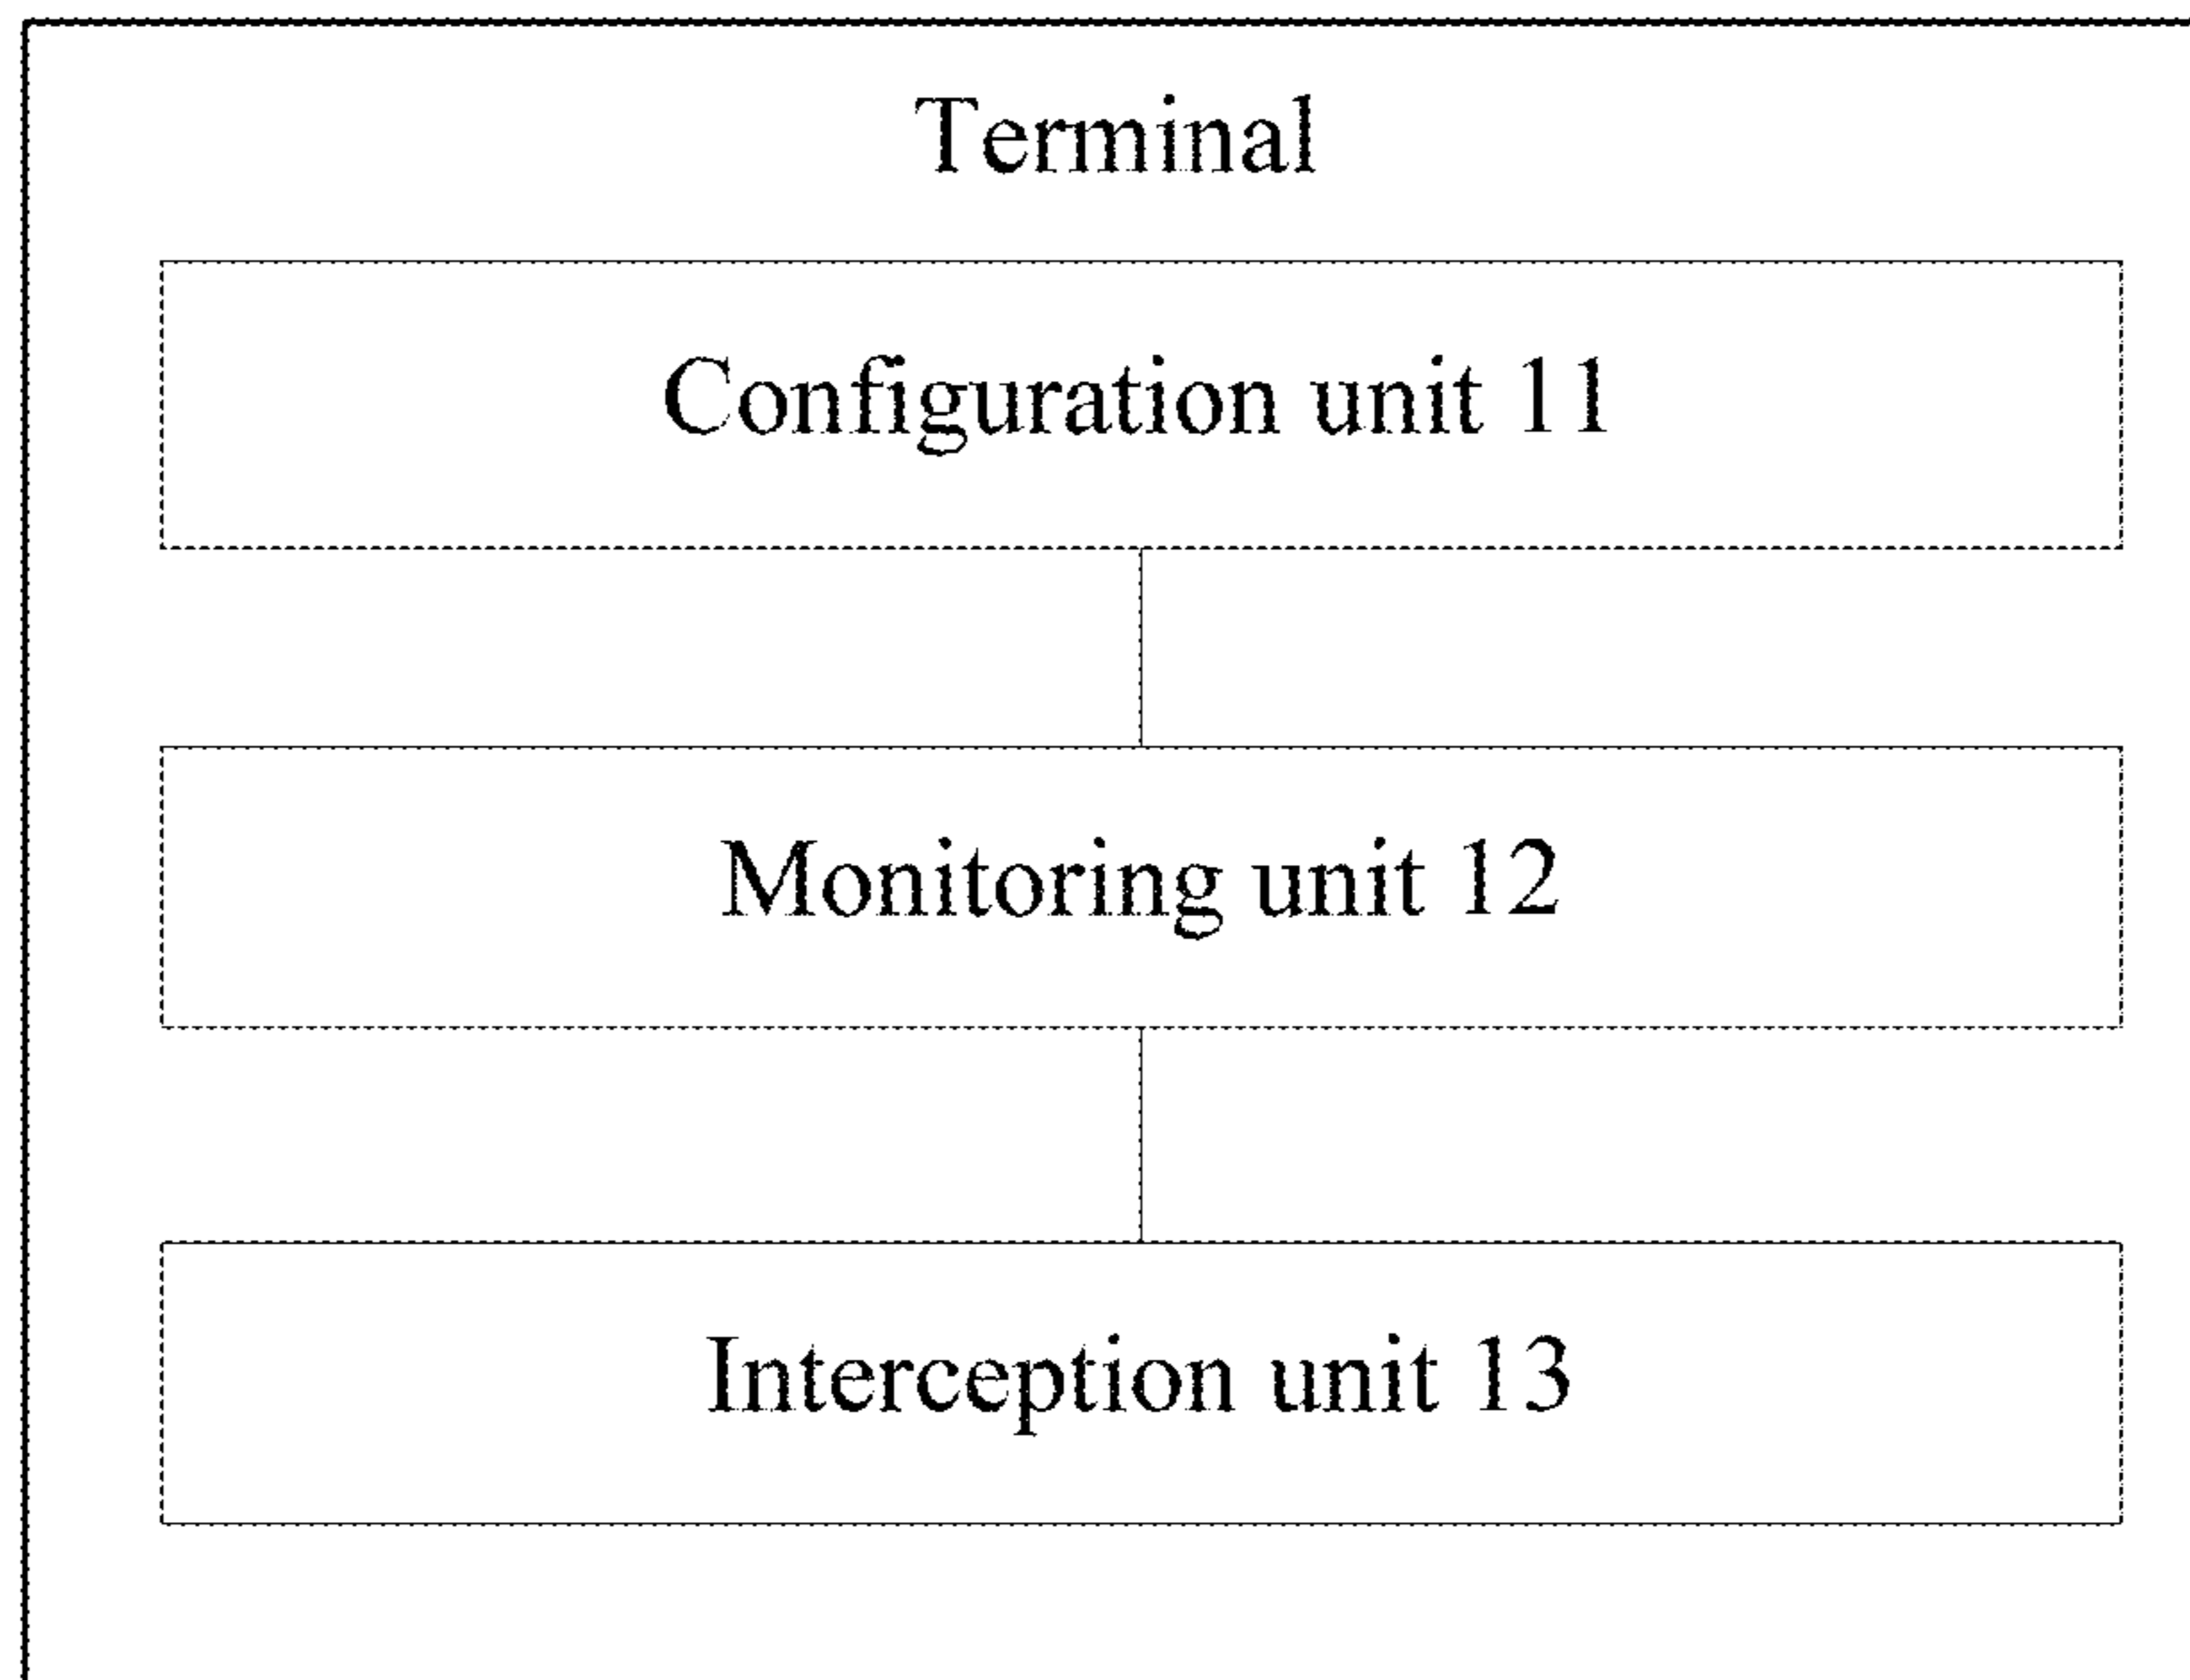 Terminal
Configuration unit 11
Monitoring unit 12
Interception unit 13